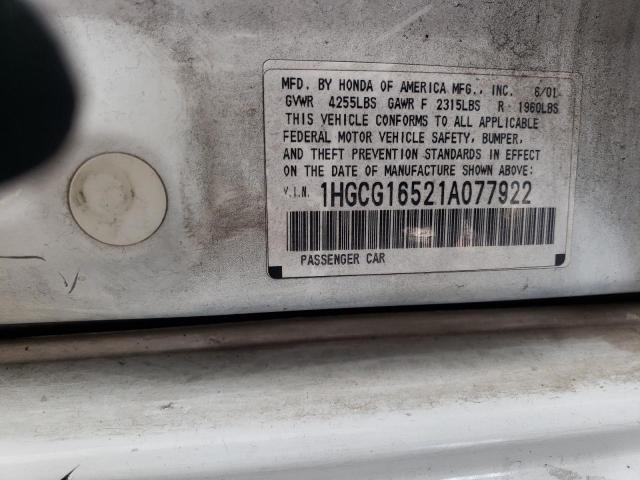 MFD. BY HONDA OF AMERICA MFG., INC. 6/01
GVWR 4255LBS GAWR F 2315LBS R 1960LBS
THIS VEHICLE CONFORMS TO ALL APPLICABLE
FEDERAL MOTOR VEHICLE SAFETY, BUMPER,
AND THEFT PREVENTION STANDARDS IN EFFECT
ON THE DATE OF MANUFACTURE SHOWN ABOVE:
V.I.N. 1HGCG16521A077922
PASSENGER CAR